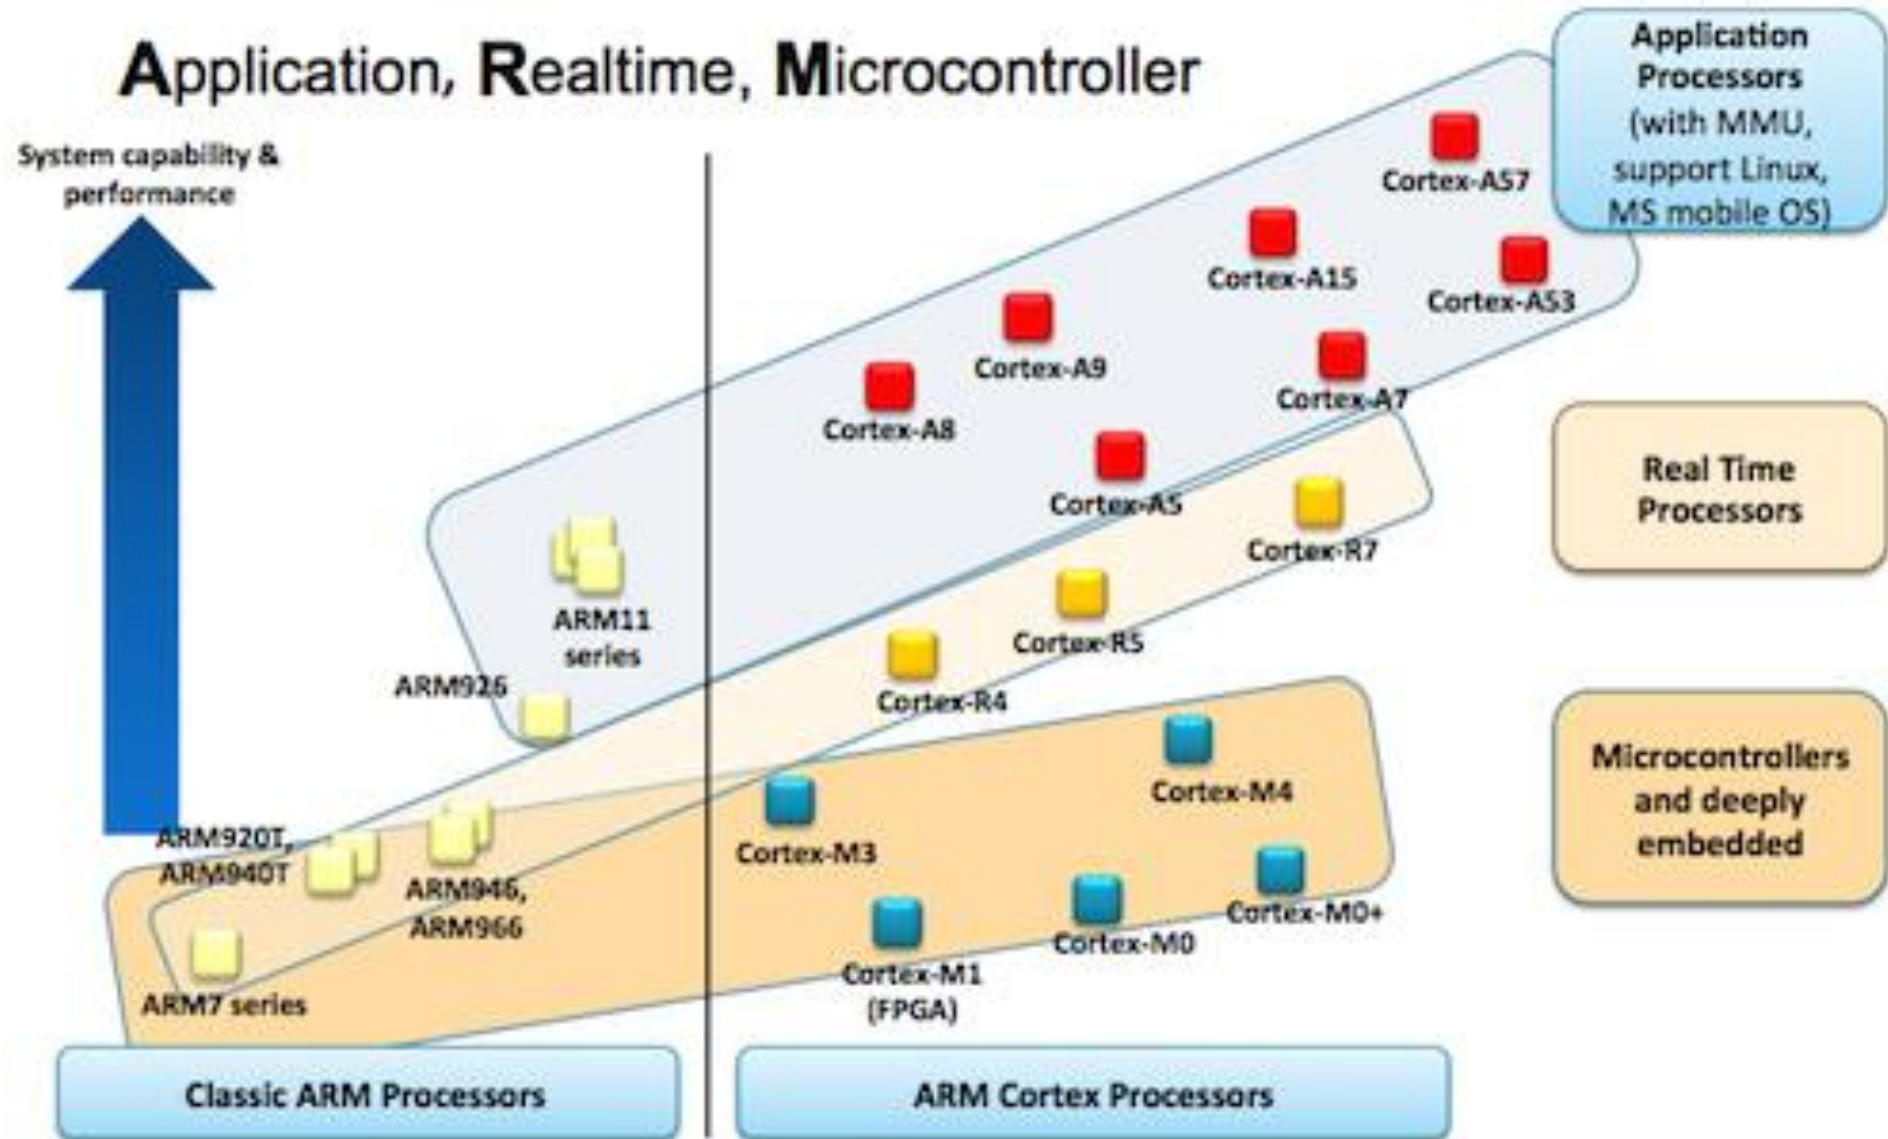 Application, Realtime, Microcontroller
System capability &
performance
Application
Processors
(with MMU,
support Linux,
MS mobile OS)
Cortex-A57
Cortex-A15
Cortex-A53
Cortex-A9
Cortex-A7
Cortex-A8
Cortex-A5
Real Time
Processors
Cortex-R7
ARM11
series
Cortex-R5
ARM926
Cortex-R4
Microcontrollers
and deeply
embedded
Cortex-M4
ARM920T,
ARM940T
Cortex-M3
ARM946,
ARM966
Cortex-M0+
Cortex-M0
Cortex-M1
(FPGA)
ARM7 series
Classic ARM Processors
ARM Cortex Processors